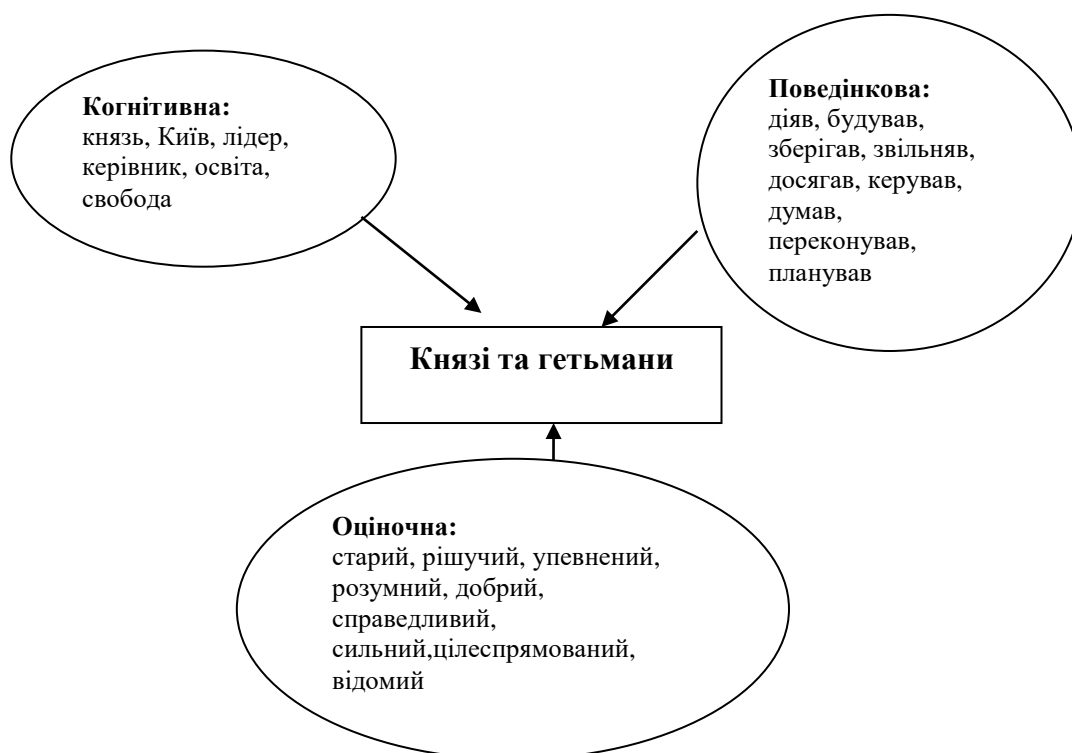 Когнітивна:
князь, Київ, лідер,
керівник, освіта,
свобода
Поведінкова:
діяв, будував,
зберігав, звільняв,
досягав, керував,
думав,
переконував,
планував
Князі та гетьмани
Оціночна:
старий, рішучий, упевнений,
розумний, добрий,
справедливий,
сильний,цілеспрямований,
відомий